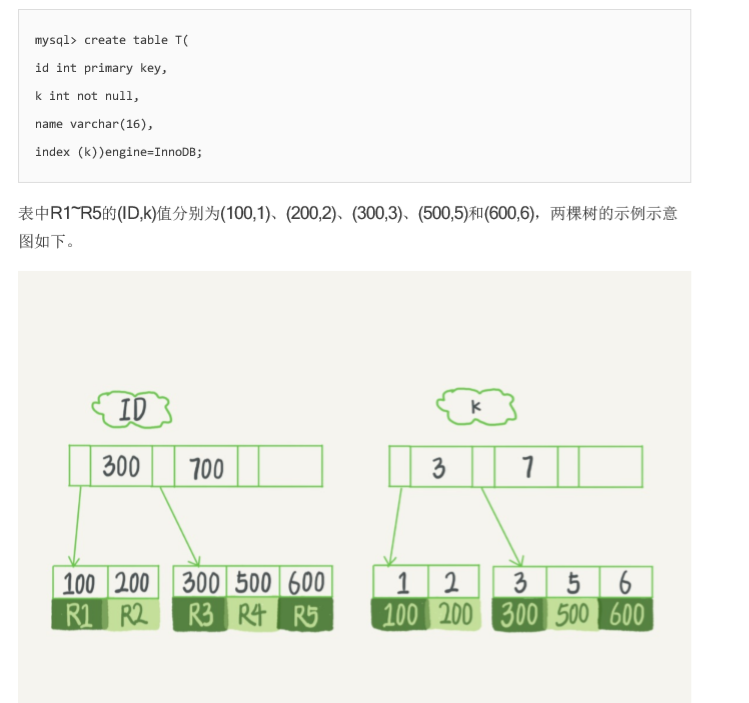 mysql> create table T(
id int primary key,
k int not null,
name varchar(16),
index (k))engine=InnoDB;
表中R1~R5的(ID,k)值分别为(100,1)、(200,2)、(300,3)、(500,5)和(600,6)，两棵树的示例示意
图如下。
ID k
300 700 3 7
100 200 300 500 600 1 2 3 5 6
R1 R2 R3 R4 R5 100 200 300 500 600